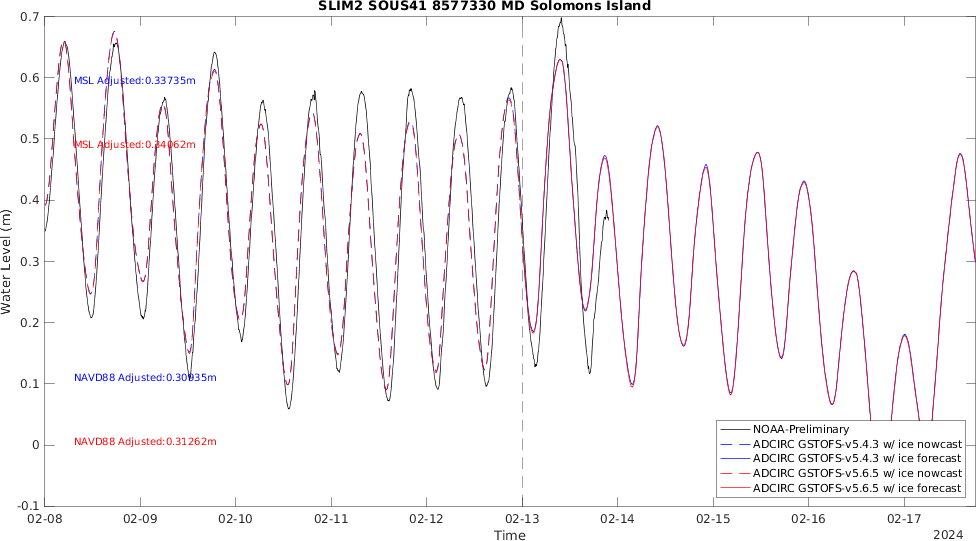 SLIM2 SOUS41 8577330 MD Solomons Island
0.7
0.6
0.5
0.4
0.3
0.2
0.1
0
-0.1
Water Level (m)
MSL Adjusted:0.33735m
MSL Adjusted:0.34062m
NAVD88 Adjusted:0.30935m
NAVD88 Adjusted:0.31262m
NOAA-Preliminary
ADCIRC GSTOFS-v5.4.3 w/ ice nowcast
ADCIRC GSTOFS-v5.4.3 w/ ice forecast
ADCIRC GSTOFS-v5.6.5 w/ ice nowcast
ADCIRC GSTOFS-v5.6.5 w/ ice forecast
02-08 02-09 02-10 02-11 02-12 02-13 02-14 02-15 02-16 02-17
Time
2024